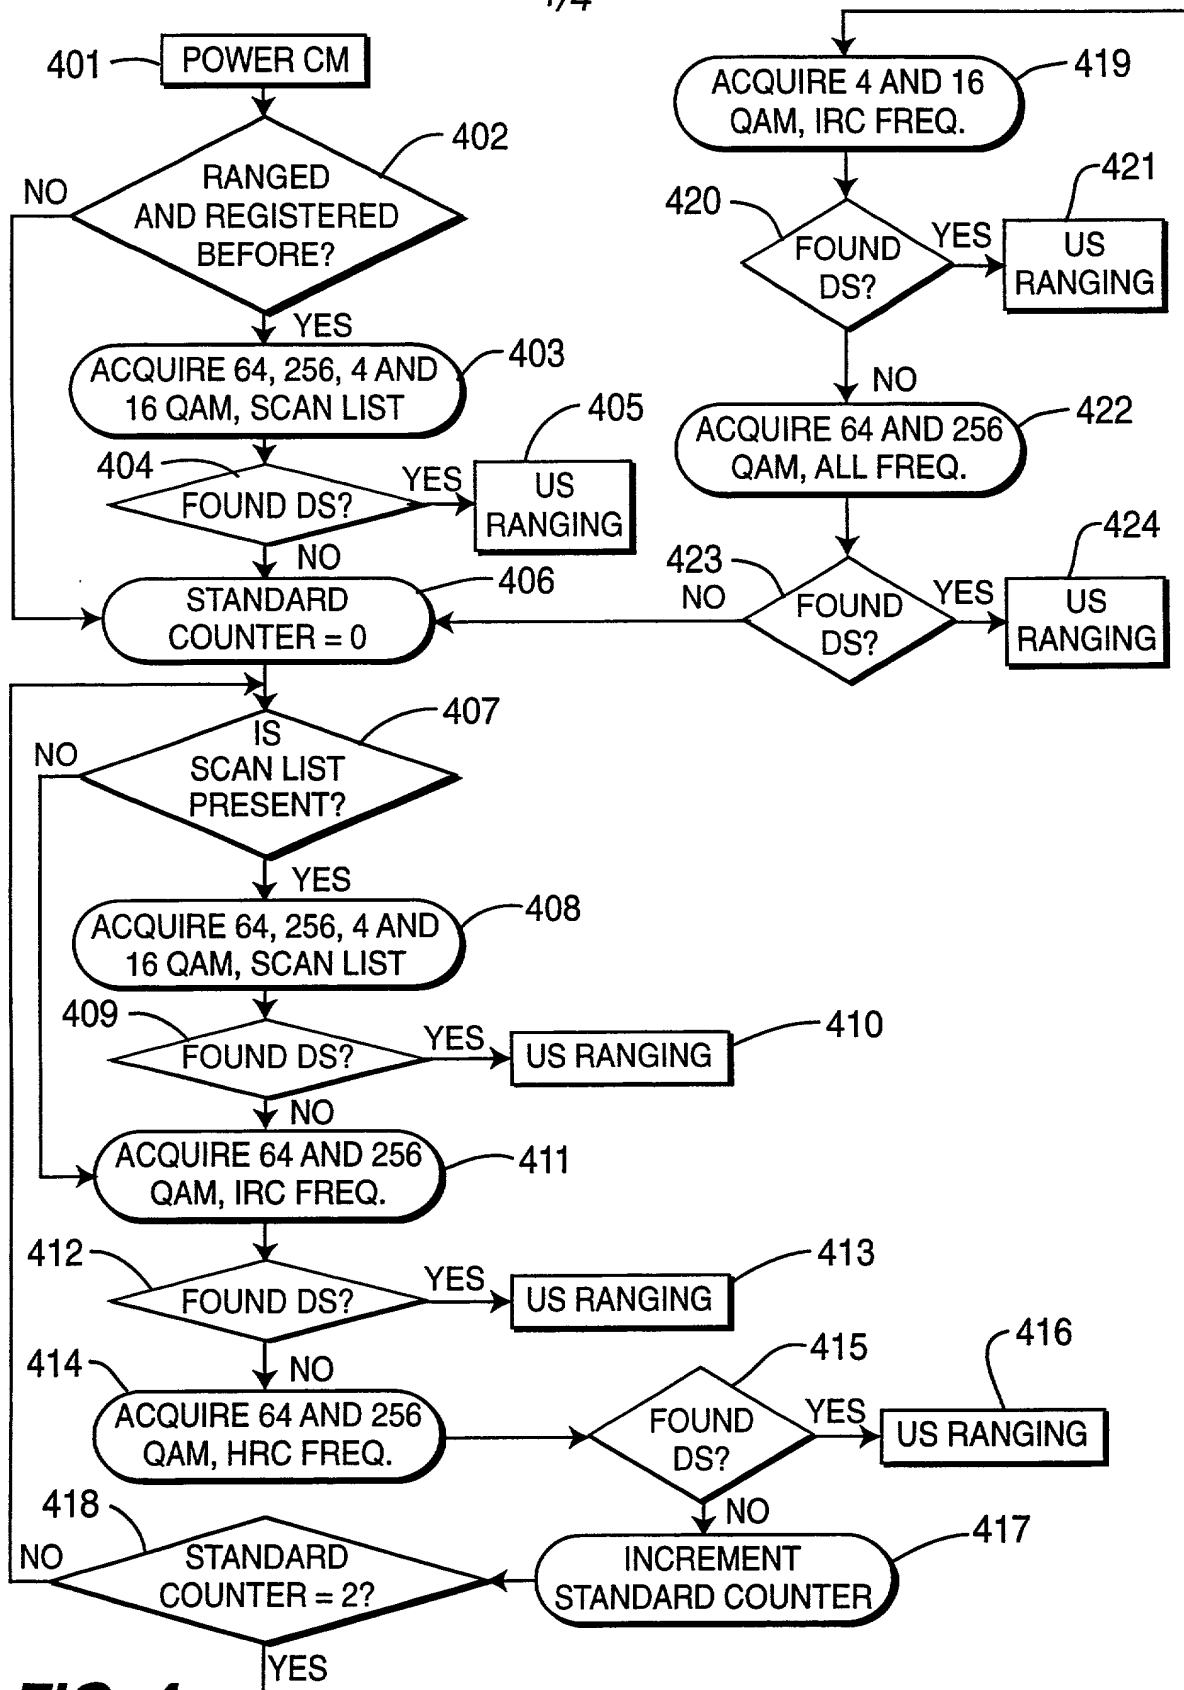 401
POWER CM
402
RANGED
AND REGISTERED
BEFORE?
NO
YES
403
ACQUIRE 64, 256, 4 AND
16 QAM, SCAN LIST
404
FOUND DS?
YES
405
US
RANGING
NO
406
STANDARD
COUNTER = 0
407
IS
SCAN LIST
PRESENT?
NO
YES
408
ACQUIRE 64, 256, 4 AND
16 QAM, SCAN LIST
409
FOUND DS?
YES
410
US RANGING
NO
411
ACQUIRE 64 AND 256
QAM, IRC FREQ.
412
FOUND DS?
YES
413
US RANGING
NO
414
ACQUIRE 64 AND 256
QAM, HRC FREQ.
415
FOUND
DS?
YES
416
US RANGING
NO
417
INCREMENT
STANDARD COUNTER
418
STANDARD
COUNTER = 2?
NO
YES
419
ACQUIRE 4 AND 16
QAM, IRC FREQ.
420
FOUND
DS?
YES
421
US
RANGING
NO
422
ACQUIRE 64 AND 256
QAM, ALL FREQ.
423
FOUND
DS?
NO
YES
424
US
RANGING